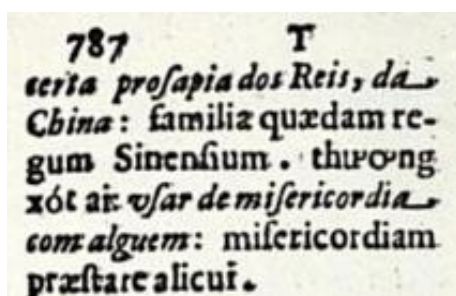 787 T
certa prosapia dos Reis, da
China: familia quædam re-
gum Sinensium. thương
xót ai: vsar de misericordia
com alguem: misericordiam
præstare alicui.